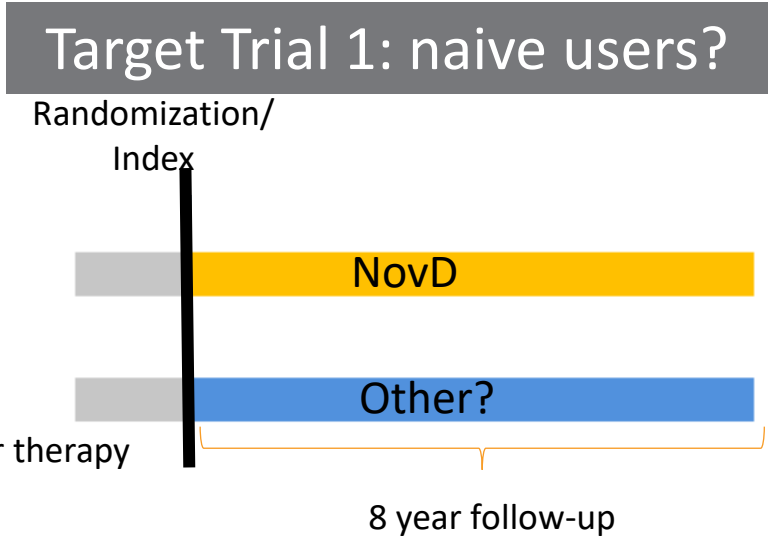 Target Trial 1: naive users?
Randomization/
Index
NovD
Other?
therapy
8 year follow-up